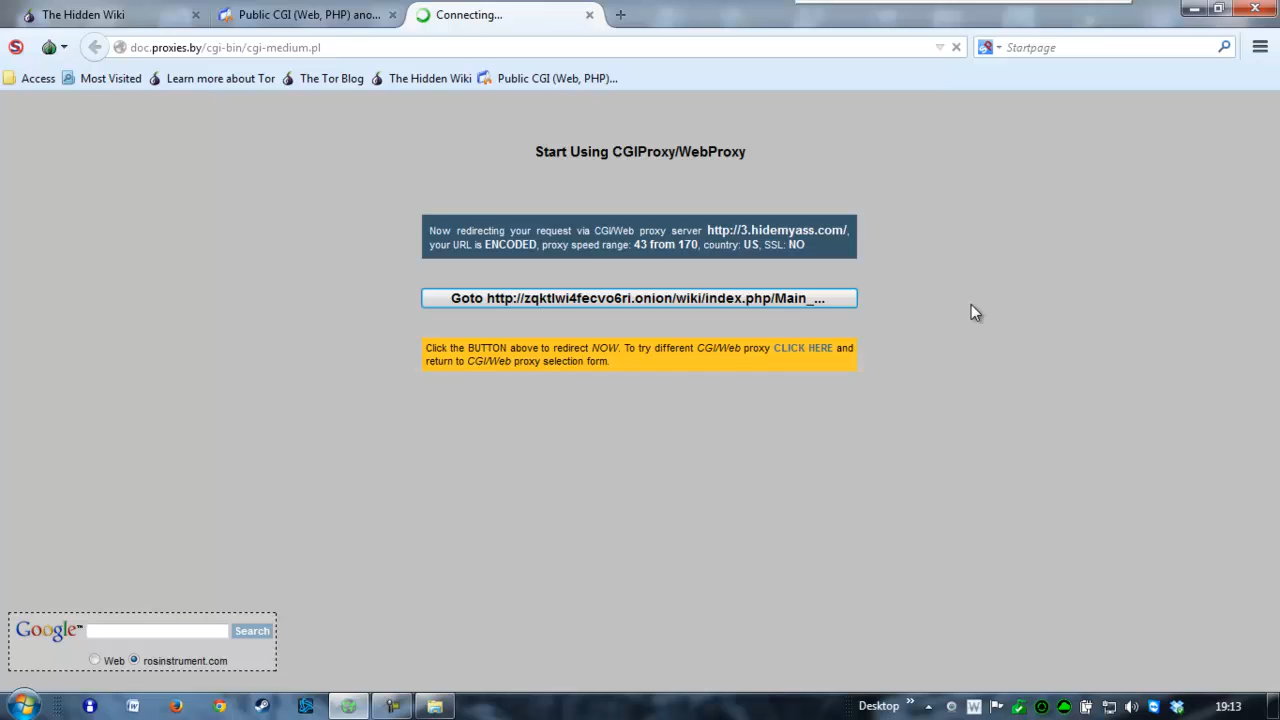 The Hidden Wiki
Public CGI (Web, PHP) ano...
Connecting...
doc.proxies.by/cgi-bin/cgi-medium.pl
Startpage
Access
Most Visited
Learn more about Tor
The Tor Blog
The Hidden Wiki
Public CGI (Web, PHP)...
Start Using CGIProxy/WebProxy
Now redirecting your request via CGI/Web proxy server http://3.hidemyass.com/,
your URL is ENCODED, proxy speed range: 43 from 170, country: US, SSL: NO
Goto http://zqktlwi4fecvo6ri.onion/wiki/index.php/Main_...
Click the BUTTON above to redirect NOW. To try different CGI/Web proxy CLICK HERE and
return to CGI/Web proxy selection form.
Google™
Search
Web
rosinstrument.com
Desktop
19:13